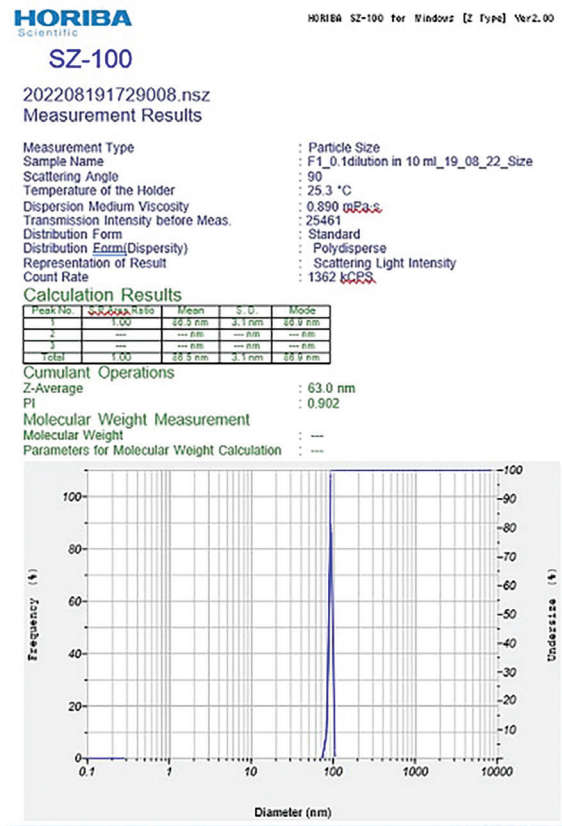 HORIBA
Scientific
HORIBA SZ-100 for Windows [Z Type] Ver2.00
SZ-100
202208191729008.nsz
Measurement Results
Measurement Type : Particle Size
Sample Name : F1_0.1dilution in 10 ml_19_08_22_Size
Scattering Angle : 90
Temperature of the Holder : 25.3 °C
Dispersion Medium Viscosity : 0.890 mPa·s
Transmission Intensity before Meas. : 25461
Distribution Form : Standard
Distribution Form(Dispersity) : Polydisperse
Representation of Result : Scattering Light Intensity
Count Rate : 1362 kCPS
Calculation Results
Peak No. S.P.Area Ratio Mean S.D. Mode
1 1.00 86.5 nm 3.1 nm 86.9 nm
2 --- --- nm --- nm --- nm
3 --- --- nm --- nm --- nm
Total 1.00 86.5 nm 3.1 nm 86.9 nm
Cumulant Operations
Z-Average : 63.0 nm
PI : 0.902
Molecular Weight Measurement
Molecular Weight : ---
Parameters for Molecular Weight Calculation : ---
Frequency (%)
100
80
60
40
20
0
100
90
80
70
60
50
40
30
20
10
Undersize (%)
0.1 1 10 100 1000 10000
Diameter (nm)